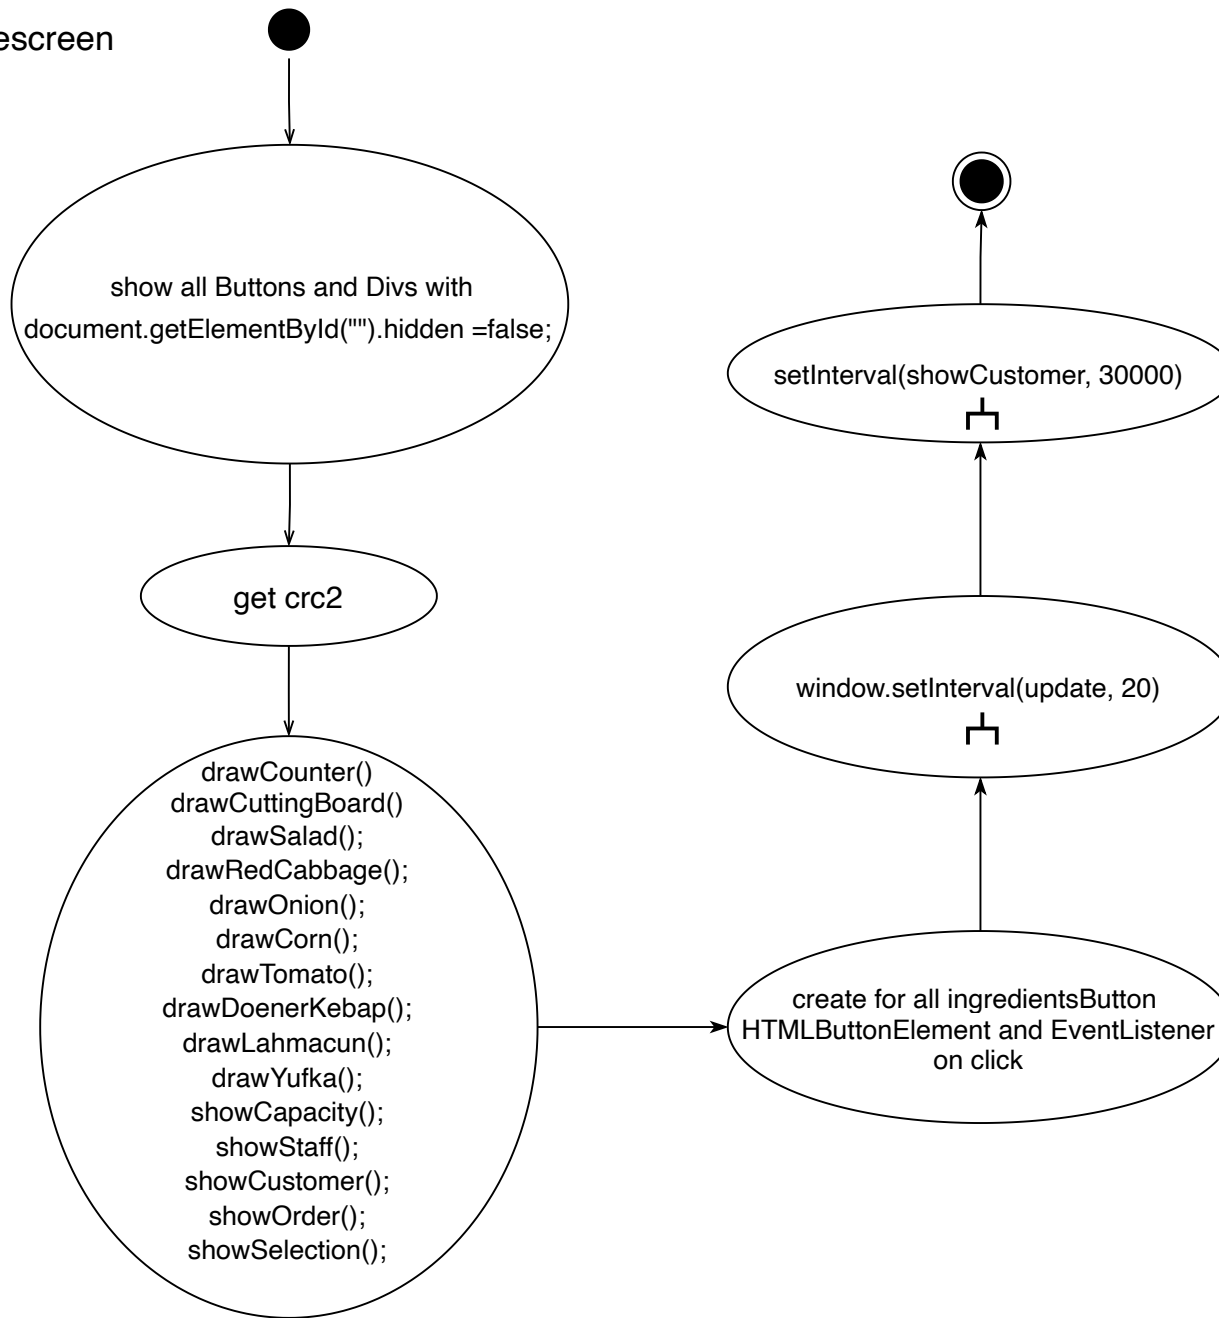 escreen
show all Buttons and Divs with
document.getElementById("").hidden =false;
get crc2
drawCounter()
drawCuttingBoard()
drawSalad();
drawRedCabbage();
drawOnion();
drawCorn();
drawTomato();
drawDoenerKebap();
drawLahmacun();
drawYufka();
showCapacity();
showStaff();
showCustomer();
showOrder();
showSelection();
create for all ingredientsButton
HTMLButtonElement and EventListener
on click
window.setInterval(update, 20)
setInterval(showCustomer, 30000)